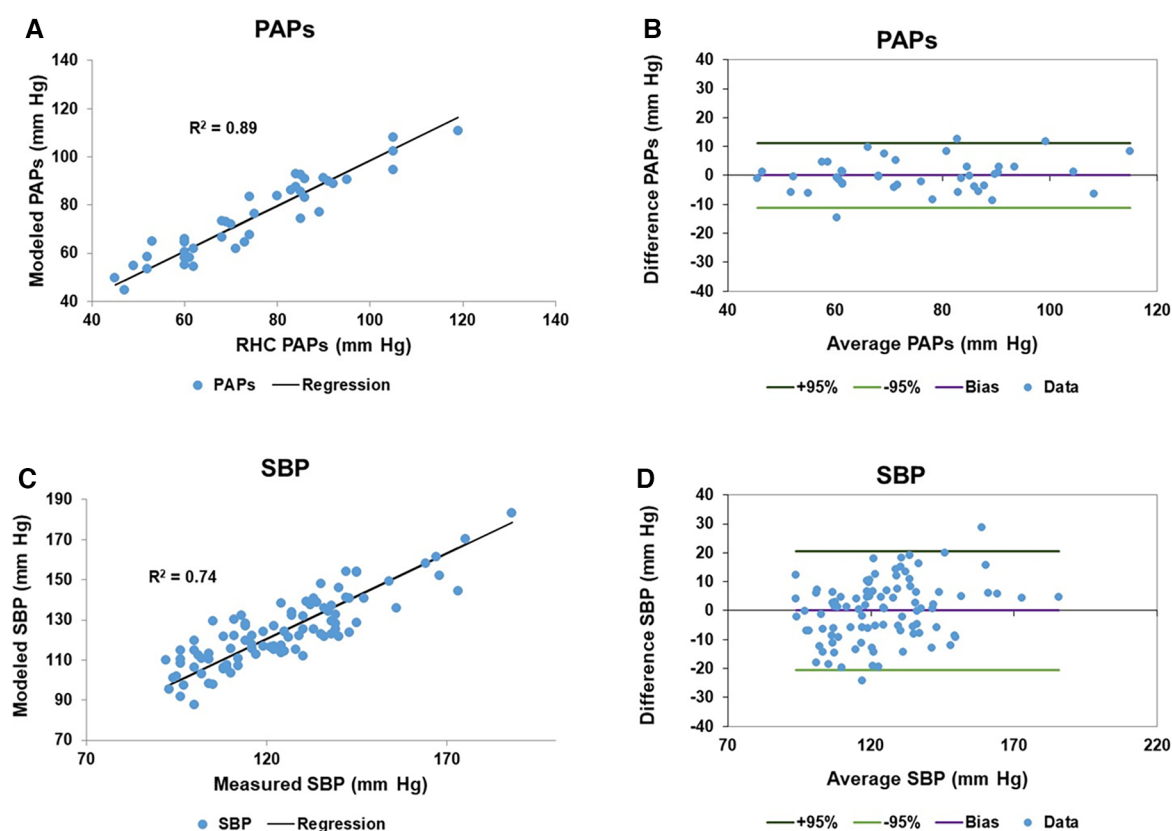 A
PAPs
Modeled PAPs (mm Hg)
140
120
100
80
60
40
R² = 0.89
40 60 80 100 120 140
RHC PAPs (mm Hg)
PAPs Regression
B
PAPs
Difference PAPs (mm Hg)
40
30
20
10
0
-10
-20
-30
-40
40 60 80 100 120
Average PAPs (mm Hg)
+95% -95% Bias Data
C
SBP
Modeled SBP (mm Hg)
190
170
150
130
110
90
70
R² = 0.74
70 120 170
Measured SBP (mm Hg)
SBP Regression
D
SBP
Difference SBP (mm Hg)
40
30
20
10
0
-10
-20
-30
-40
70 120 170 220
Average SBP (mm Hg)
+95% -95% Bias Data